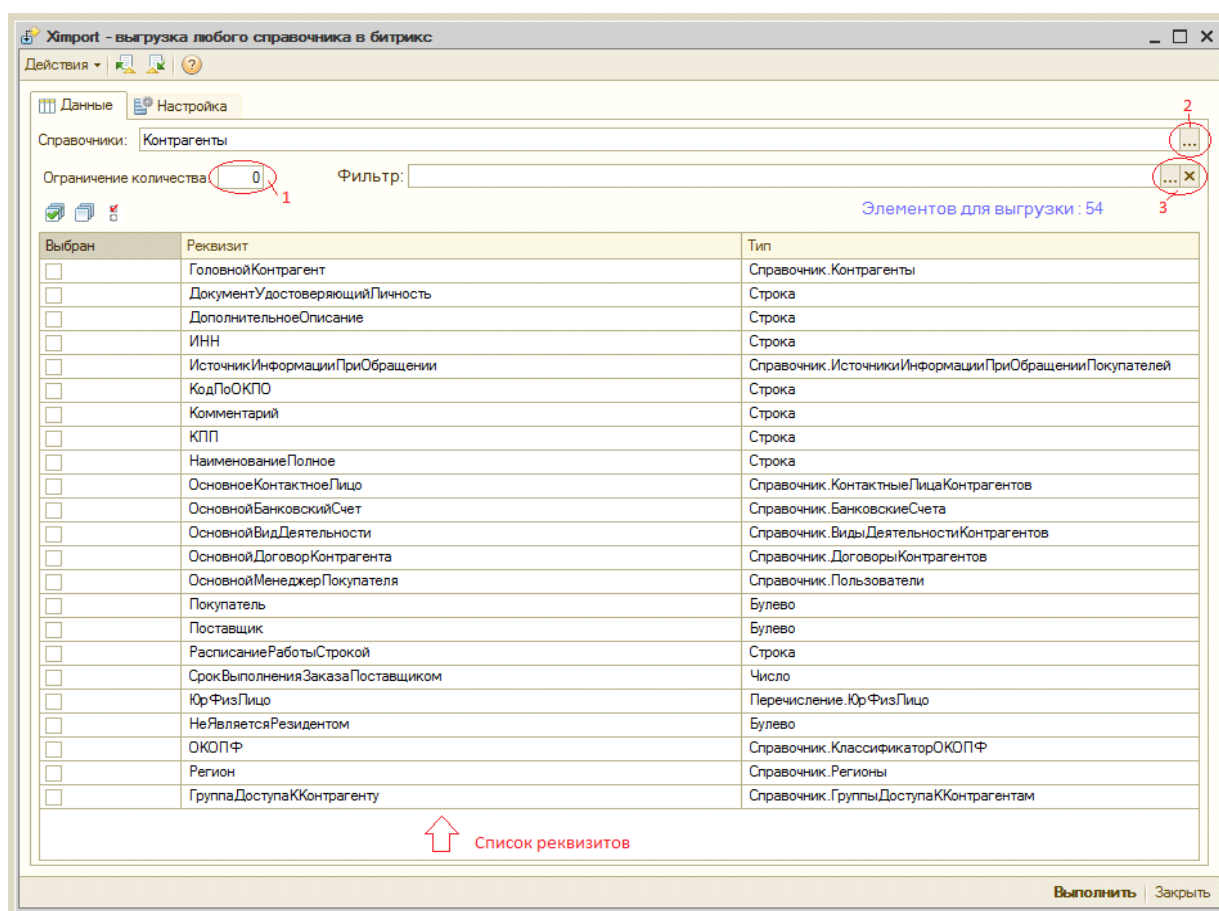 Ximport - выгрузка любого справочника в битрикс
Действия
Данные Настройка
2
Справочники: Контрагенты ...
Ограничение количества: 0 Фильтр: ... ×
1
Элементов для выгрузки : 54 3
Выбран Реквизит Тип
ГоловнойКонтрагент Справочник.Контрагенты
ДокументУдостоверяющийЛичность Строка
ДополнительноеОписание Строка
ИНН Строка
ИсточникИнформацииПриОбращении Справочник.ИсточникиИнформацииПриОбращенииПокупателей
КодПоОКПО Строка
Комментарий Строка
КПП Строка
НаименованиеПолное Строка
ОсновноеКонтактноеЛицо Справочник.КонтактныеЛицаКонтрагентов
ОсновнойБанковскийСчет Справочник.БанковскиеСчета
ОсновнойВидДеятельности Справочник.ВидыДеятельностиКонтрагентов
ОсновнойДоговорКонтрагента Справочник.ДоговорыКонтрагентов
ОсновнойМенеджерПокупателя Справочник.Пользователи
Покупатель Булево
Поставщик Булево
РасписаниеРаботыСтрокой Строка
СрокВыполненияЗаказаПоставщиком Число
ЮрФизЛицо Перечисление.ЮрФизЛицо
НеЯвляетсяРезидентом Булево
ОКОПФ Справочник.КлассификаторОКОПФ
Регион Справочник.Регионы
ГруппаДоступаККонтрагенту Справочник.ГруппыДоступаККонтрагентам
Список реквизитов
Выполнить Закрыть